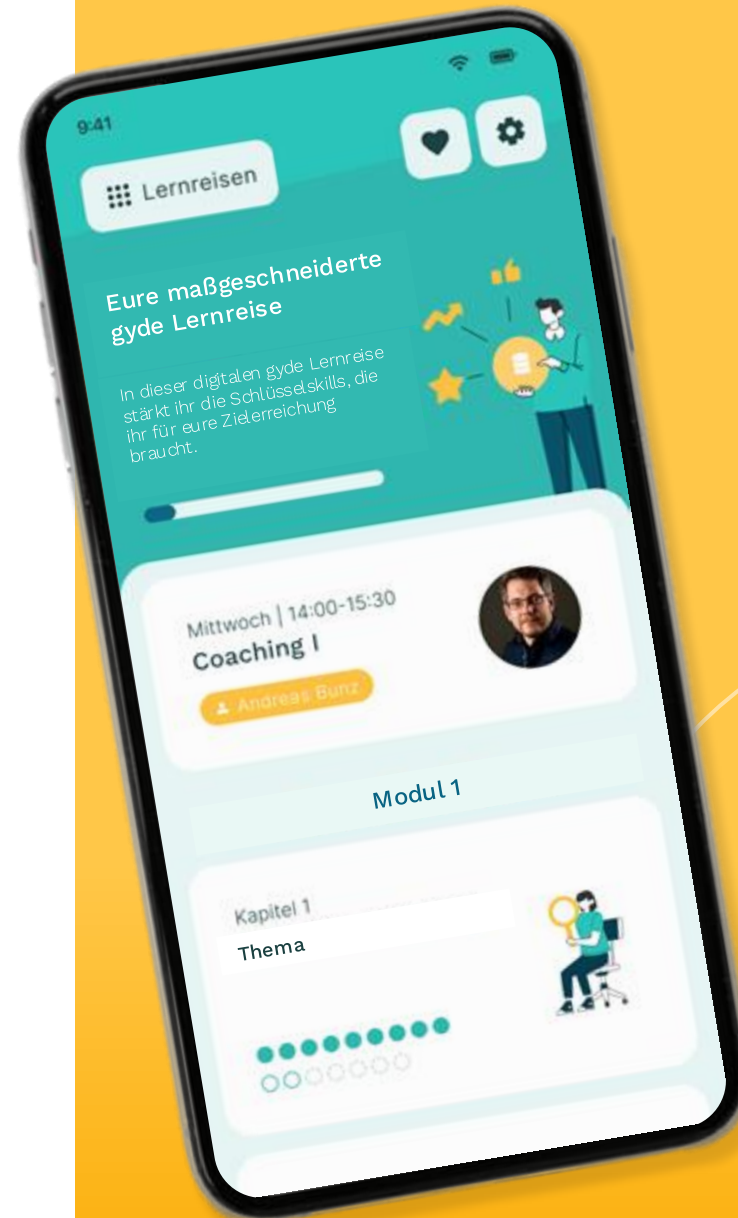 9:41
Lernreisen
Eure maßgeschneiderte
gyde Lernreise
In dieser digitalen gyde Lernreise
stärkt ihr die Schlüsselskills, die
ihr für eure Zielerreichung
braucht.
Mittwoch | 14:00-15:30
Coaching I
Andreas Bunz
Modul 1
Kapitel 1
Thema